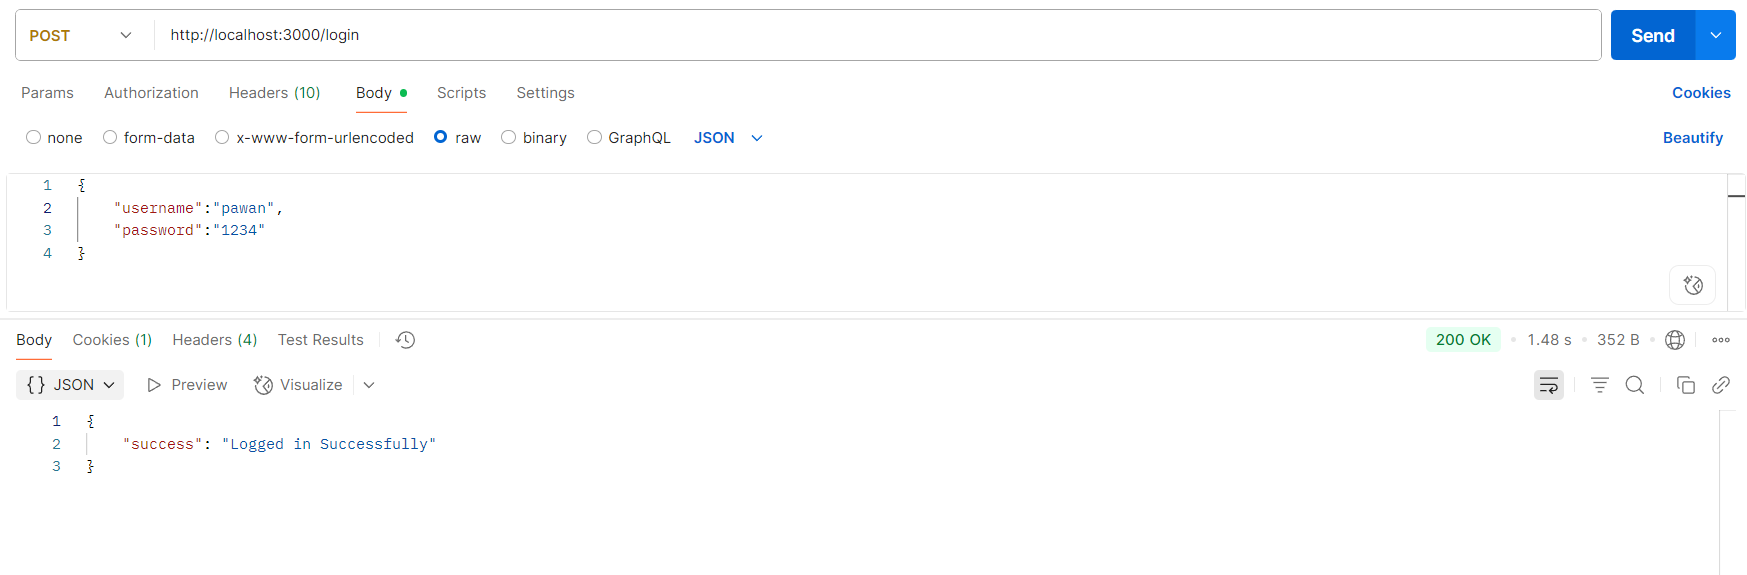 POST http://localhost:3000/login Send
Params Authorization Headers (10) Body Scripts Settings Cookies
none form-data x-www-form-urlencoded raw binary GraphQL JSON Beautify
1 {
2 "username":"pawan",
3 "password":"1234"
4 }
Body Cookies (1) Headers (4) Test Results 200 OK • 1.48 s • 352 B •
{} JSON Preview Visualize
1 {
2 "success": "Logged in Successfully"
3 }